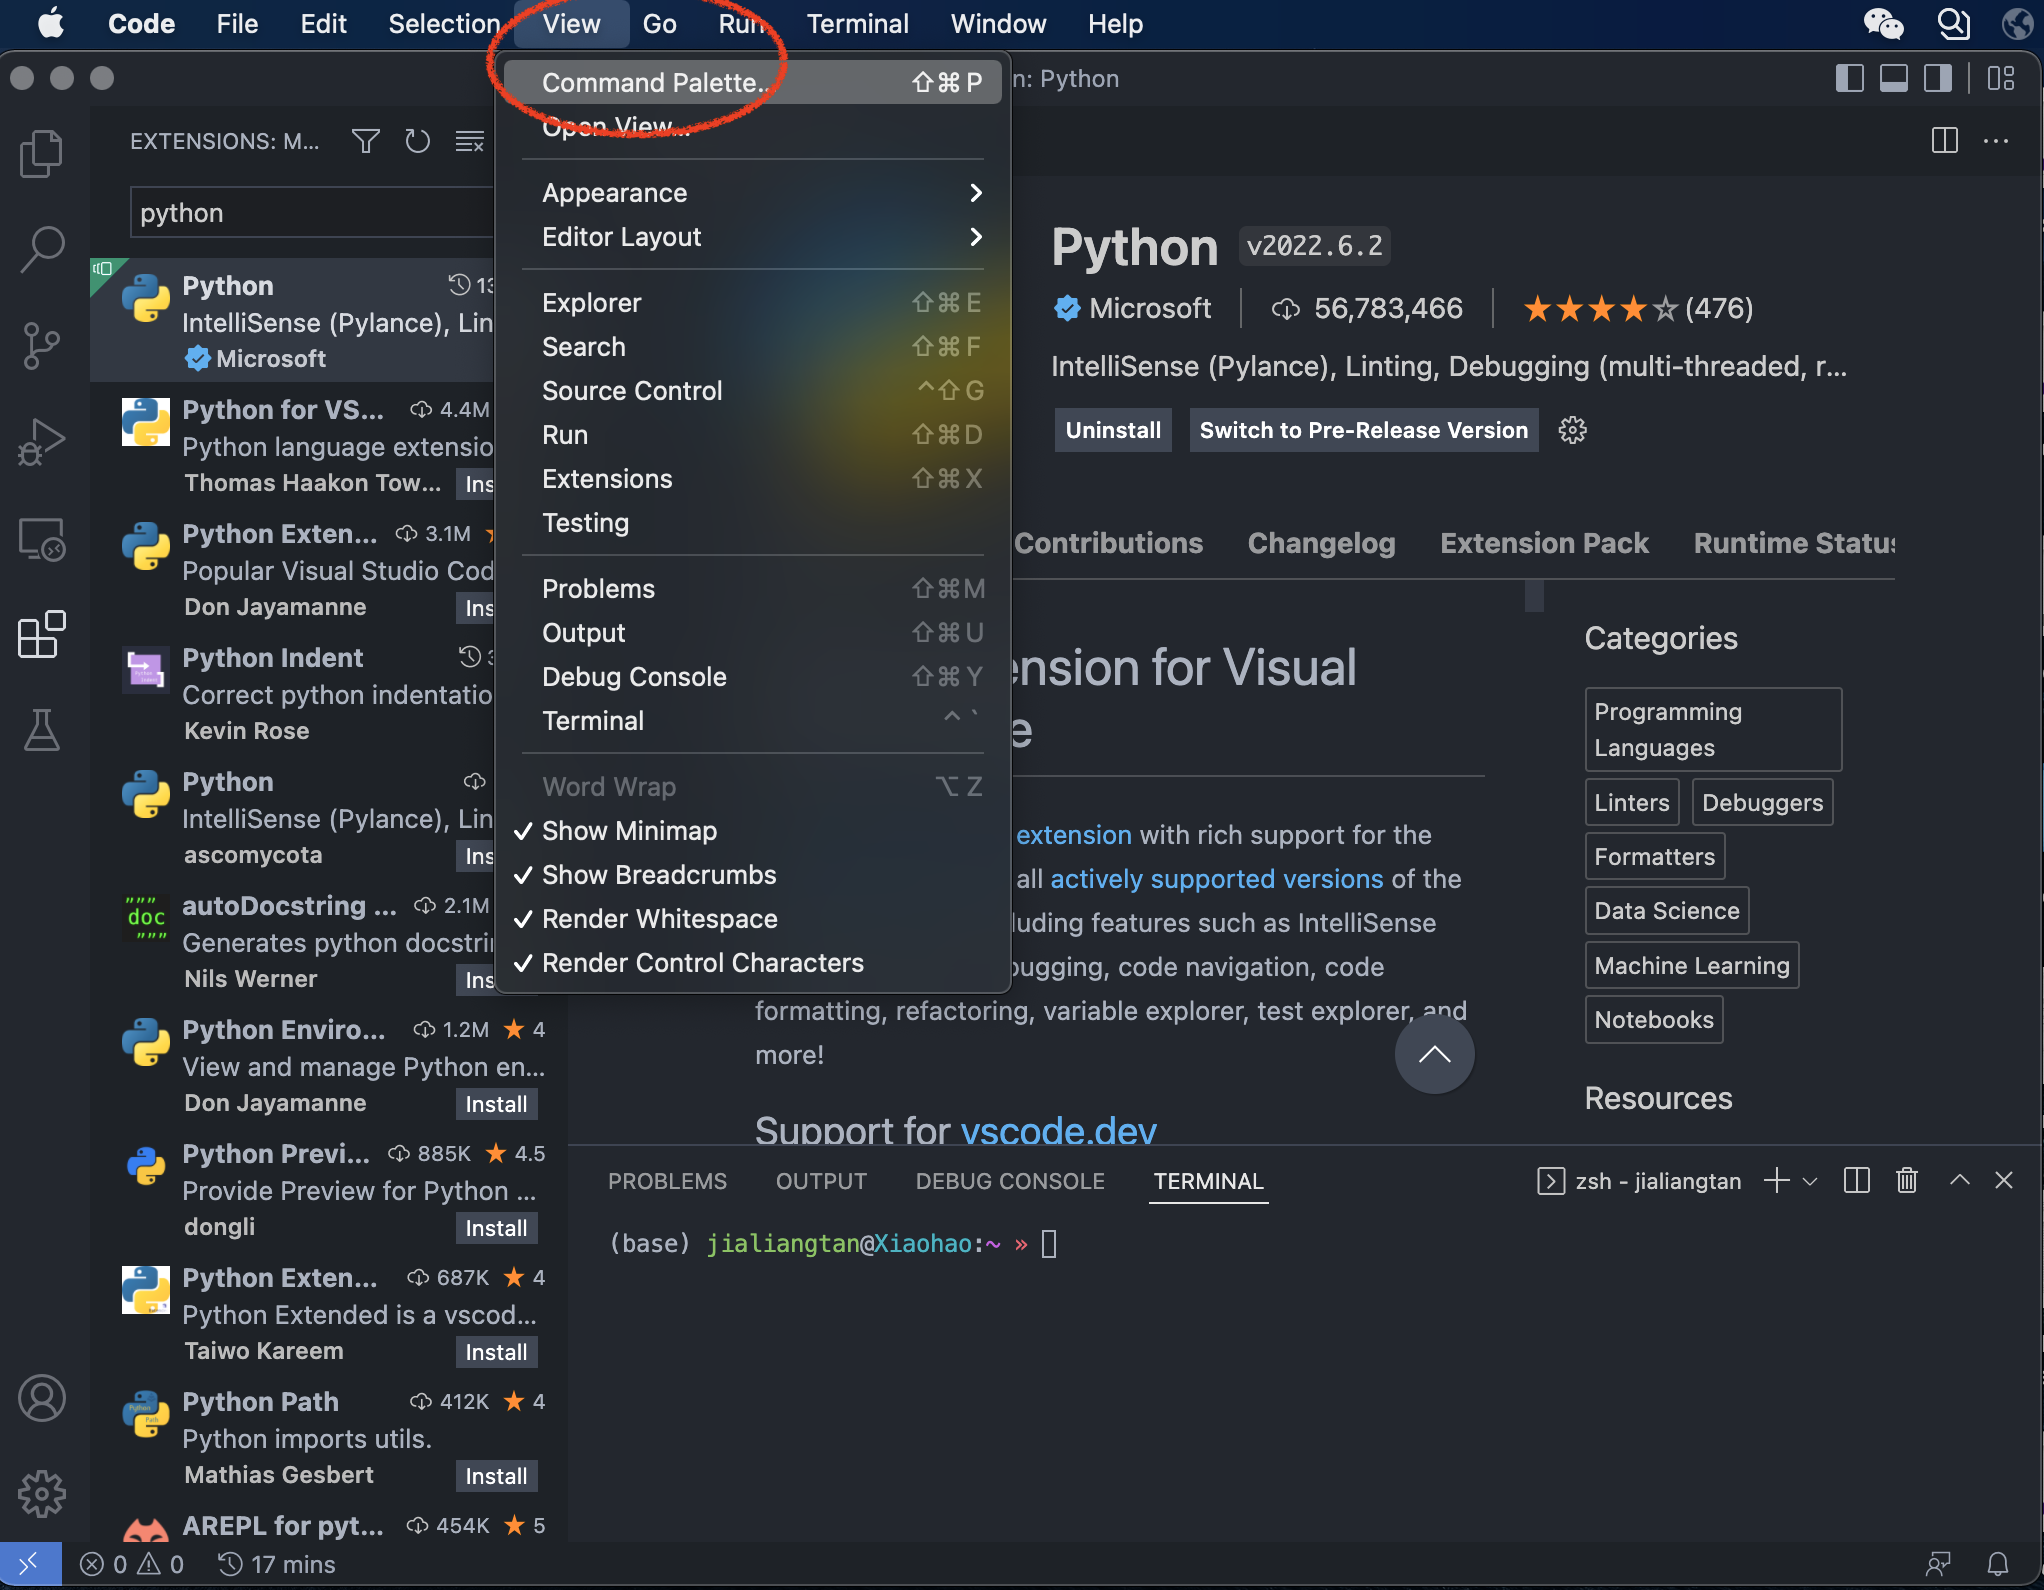 Code File Edit Selection View Go Run Terminal Window Help
n: Python
Command Palette... ⇧⌘P
Open View...
Appearance
Editor Layout
Explorer ⇧⌘E
Search ⇧⌘F
Source Control ^⇧G
Run ⇧⌘D
Extensions ⇧⌘X
Testing
Problems ⇧⌘M
Output ⇧⌘U
Debug Console ⇧⌘Y
Terminal ^`
Word Wrap ⌥Z
✓ Show Minimap
✓ Show Breadcrumbs
✓ Render Whitespace
✓ Render Control Characters
EXTENSIONS: M...
python
Python 13
IntelliSense (Pylance), Lin
Microsoft
Python for VS... 4.4M
Python language extensio
Thomas Haakon Tow... Ins
Python Exten... 3.1M
Popular Visual Studio Cod
Don Jayamanne Ins
Python Indent 3
Correct python indentatio
Kevin Rose
Python
IntelliSense (Pylance), Lin
ascomycota Ins
"""
doc
"""
autoDocstring ... 2.1M
Generates python docstri
Nils Werner Ins
Python Enviro... 1.2M ★ 4
View and manage Python en...
Don Jayamanne Install
Python Previ... 885K ★ 4.5
Provide Preview for Python ...
dongli Install
Python Exten... 687K ★ 4
Python Extended is a vscod...
Taiwo Kareem Install
Python Path 412K ★ 4
Python imports utils.
Mathias Gesbert Install
AREPL for pyt... 454K ★ 5
Python v2022.6.2
Microsoft | 56,783,466 | ★★★★☆ (476)
IntelliSense (Pylance), Linting, Debugging (multi-threaded, r...
Uninstall Switch to Pre-Release Version
Contributions Changelog Extension Pack Runtime Status
ension for Visual
e
extension with rich support for the
all actively supported versions of the
luding features such as IntelliSense
bugging, code navigation, code
formatting, refactoring, variable explorer, test explorer, and
more!
Support for vscode.dev
Categories
Programming
Languages
Linters Debuggers
Formatters
Data Science
Machine Learning
Notebooks
Resources
PROBLEMS OUTPUT DEBUG CONSOLE TERMINAL zsh - jialiangtan
(base) jialiangtan@Xiaohao:~ »
0 0 17 mins